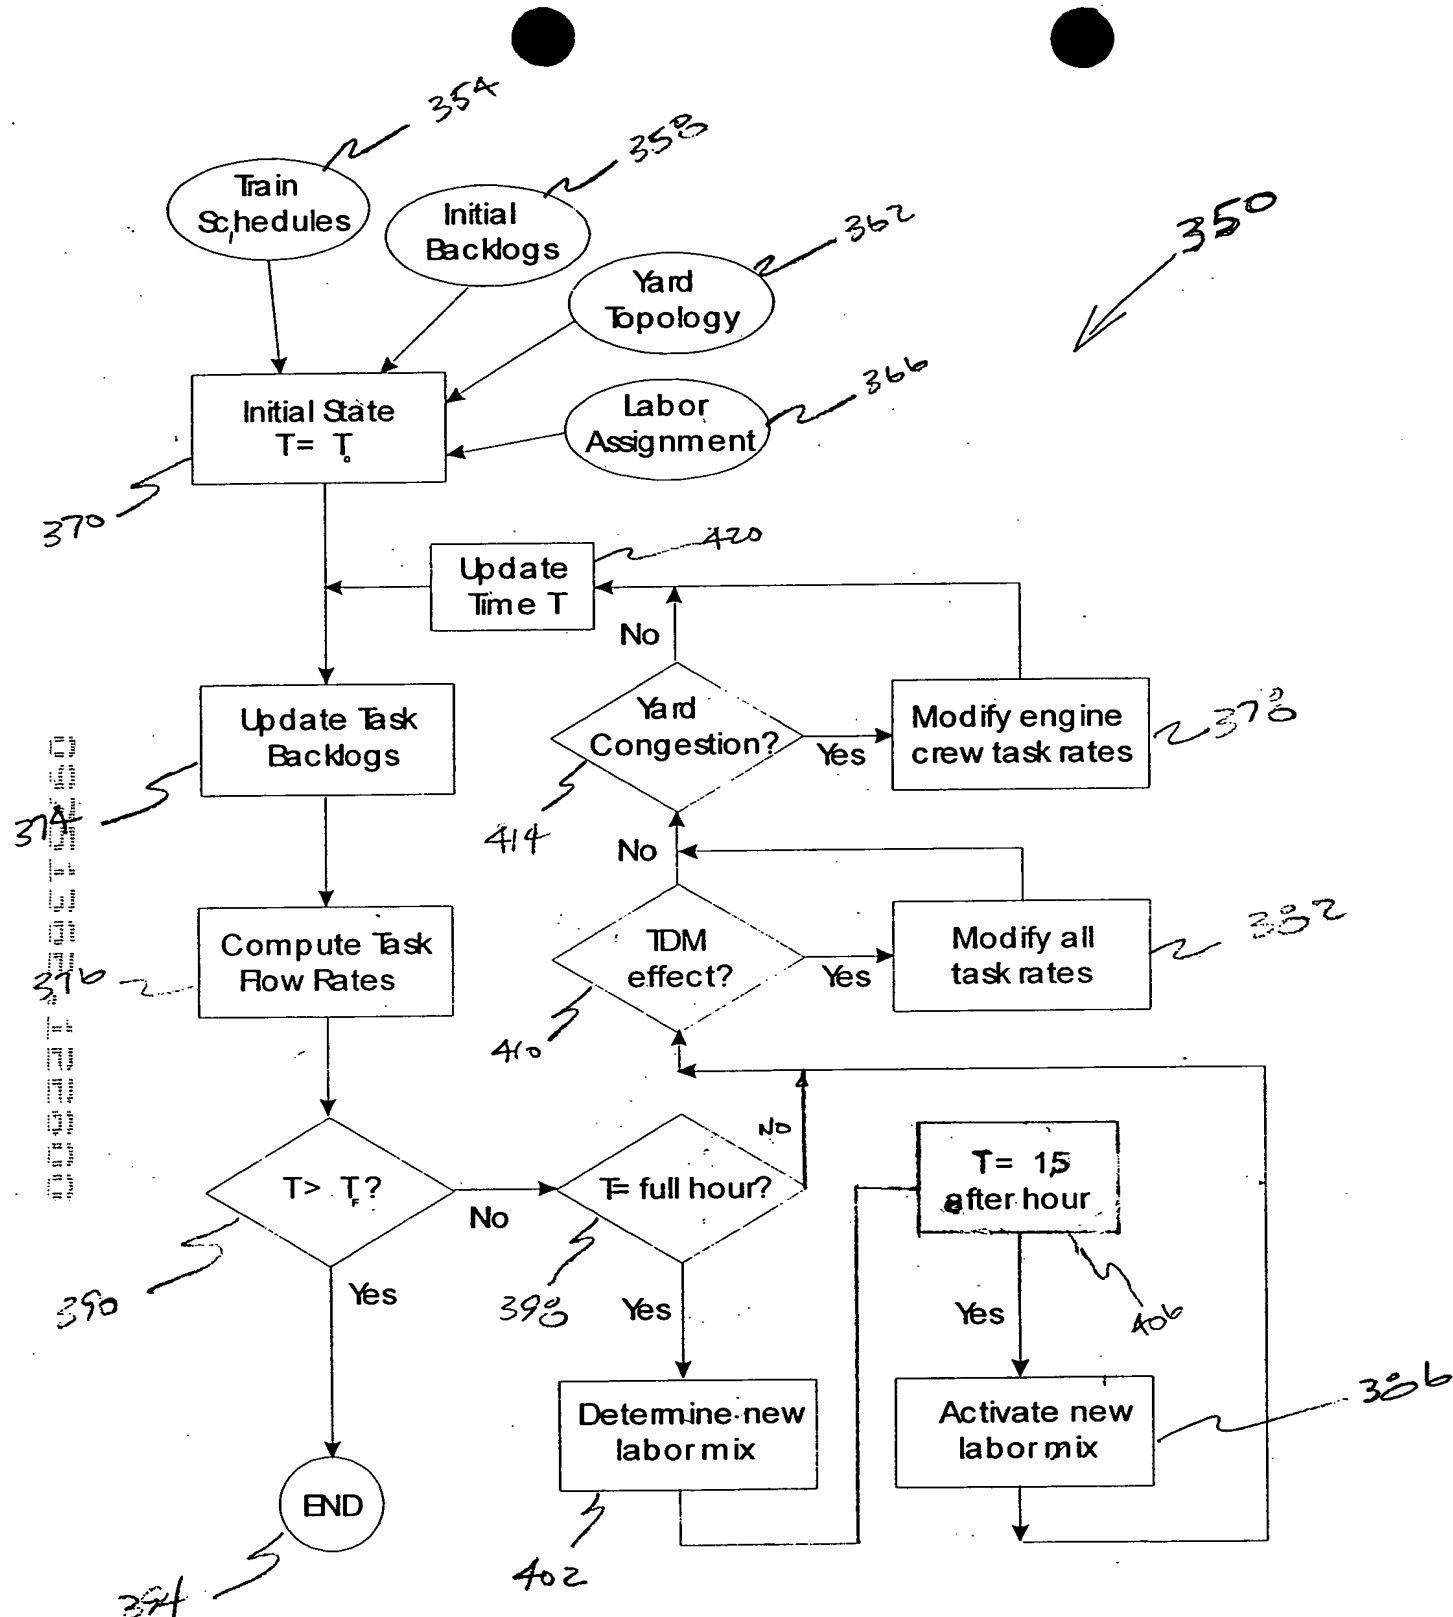 354
358
Train
Schedules
Initial
Backlogs
362
350
Yard
Topology
366
Labor
Assignment
Initial State
T= T₀
370
420
Update
Time T
No
Update Task
Backlogs
374
Yard
Congestion?
Yes
Modify engine
crew task rates
378
414
No
Compute Task
Flow Rates
376
TDM
effect?
Yes
Modify all
task rates
382
410
T> T_F?
No
T= full hour?
NO
T= 15
after hour
390
Yes
398
Yes
Yes
406
Determine new
labor mix
Activate new
labor mix
386
END
402
394